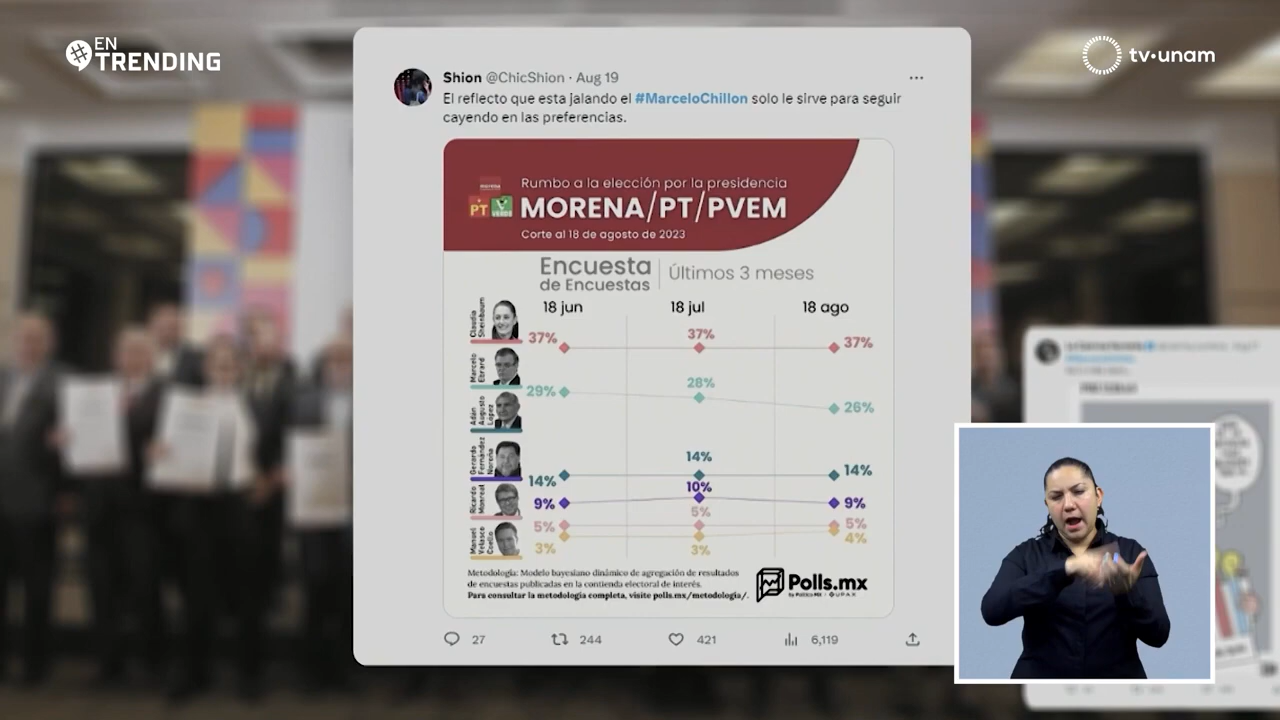 EN
TRENDING
tv·unam
Shion @ChicShion · Aug 19
El reflecto que esta jalando el #MarceloChillon solo le sirve para seguir
cayendo en las preferencias.
morena
PT
VERDE
Rumbo a la elección por la presidencia
MORENA/PT/PVEM
Corte al 18 de agosto de 2023
Encuesta
de Encuestas
Últimos 3 meses
18 jun 18 jul 18 ago
Claudia
Sheinbaum
37% 37% 37%
Marcelo
Ebrard
29% 28% 26%
Adán
Augusto
López
14% 14% 14%
Gerardo
Fernández
Noroña
9% 10% 9%
Ricardo
Monreal
5% 5% 5%
Manuel
Velasco
Coello
3% 3% 4%
Metodología: Modelo bayesiano dinámico de agregación de resultados
de encuestas publicadas en la contienda electoral de interés.
Para consultar la metodología completa, visite polls.mx/metodologia/.
Polls.mx
27 244 421 6,119